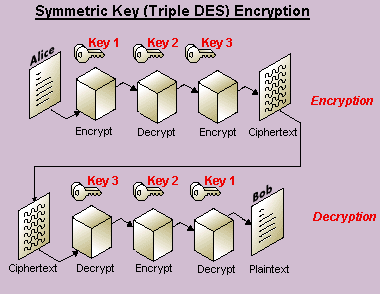 Symmetric Key (Triple DES) Encryption
Key 1 Key 2 Key 3
Alice
Encrypt Decrypt Encrypt Ciphertext
Encryption
Key 3 Key 2 Key 1
Bob
Decryption
Ciphertext Decrypt Encrypt Decrypt Plaintext